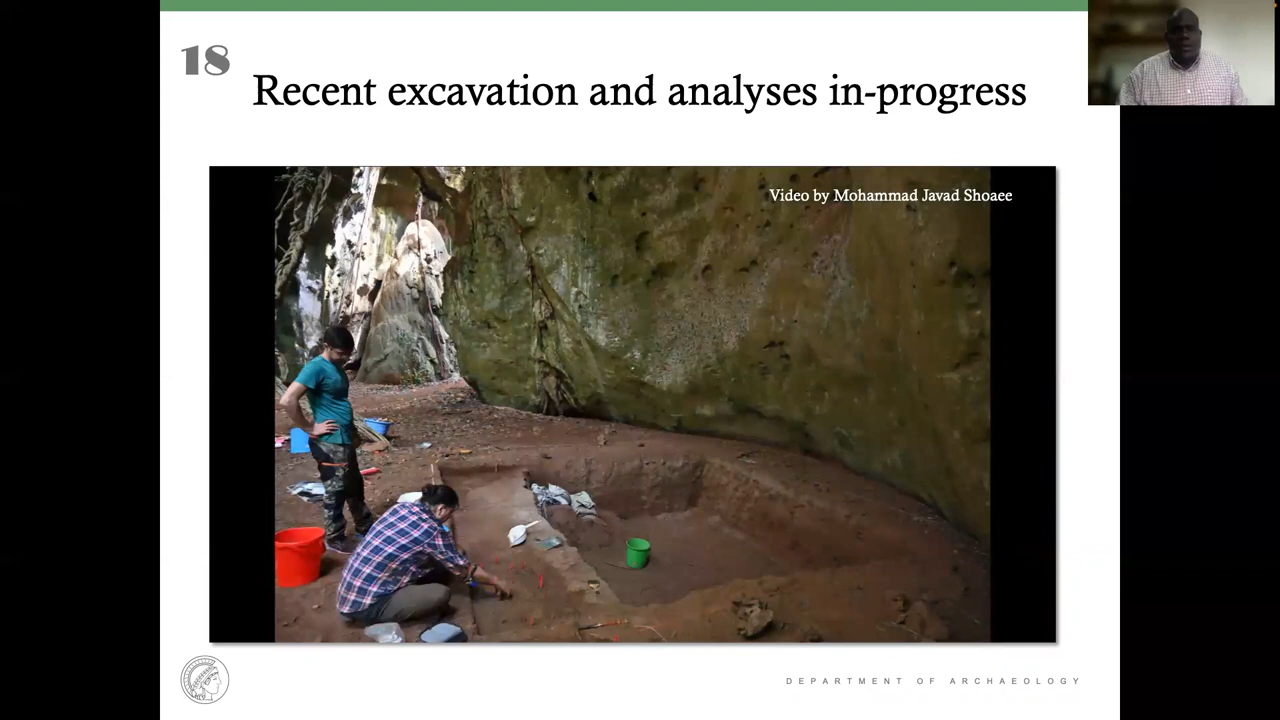 18
Recent excavation and analyses in-progress
Video by Mohammad Javad Shoaee
DEPARTMENT OF ARCHAEOLOGY